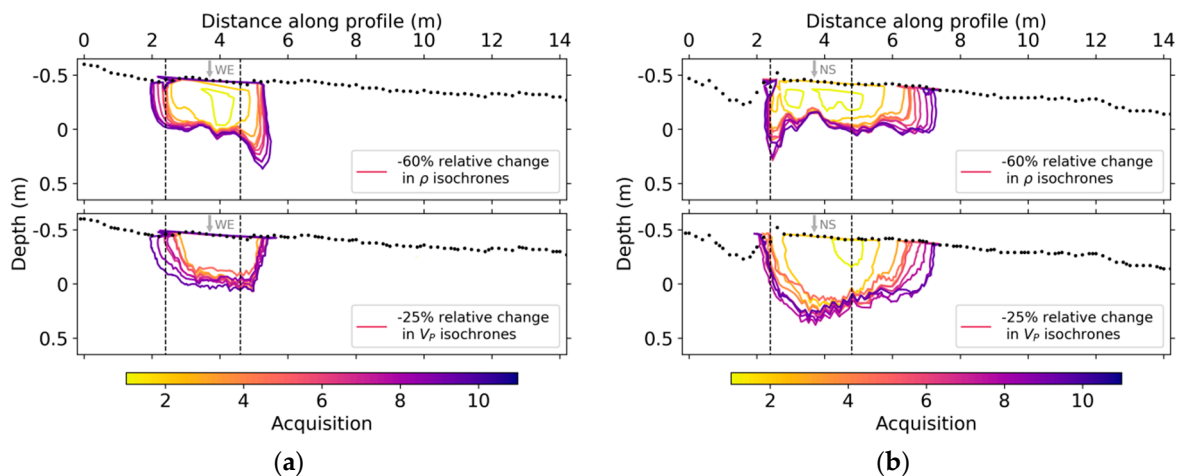 Distance along profile (m)
0 2 4 6 8 10 12 14
-0.5
0
0.5
WE
-60% relative change
in ρ isochrones
Depth (m)
-0.5
0
0.5
WE
-25% relative change
in VP isochrones
2 4 6 8 10
Acquisition
(a)
Distance along profile (m)
0 2 4 6 8 10 12 14
-0.5
0
0.5
NS
-60% relative change
in ρ isochrones
Depth (m)
-0.5
0
0.5
NS
-25% relative change
in VP isochrones
2 4 6 8 10
Acquisition
(b)